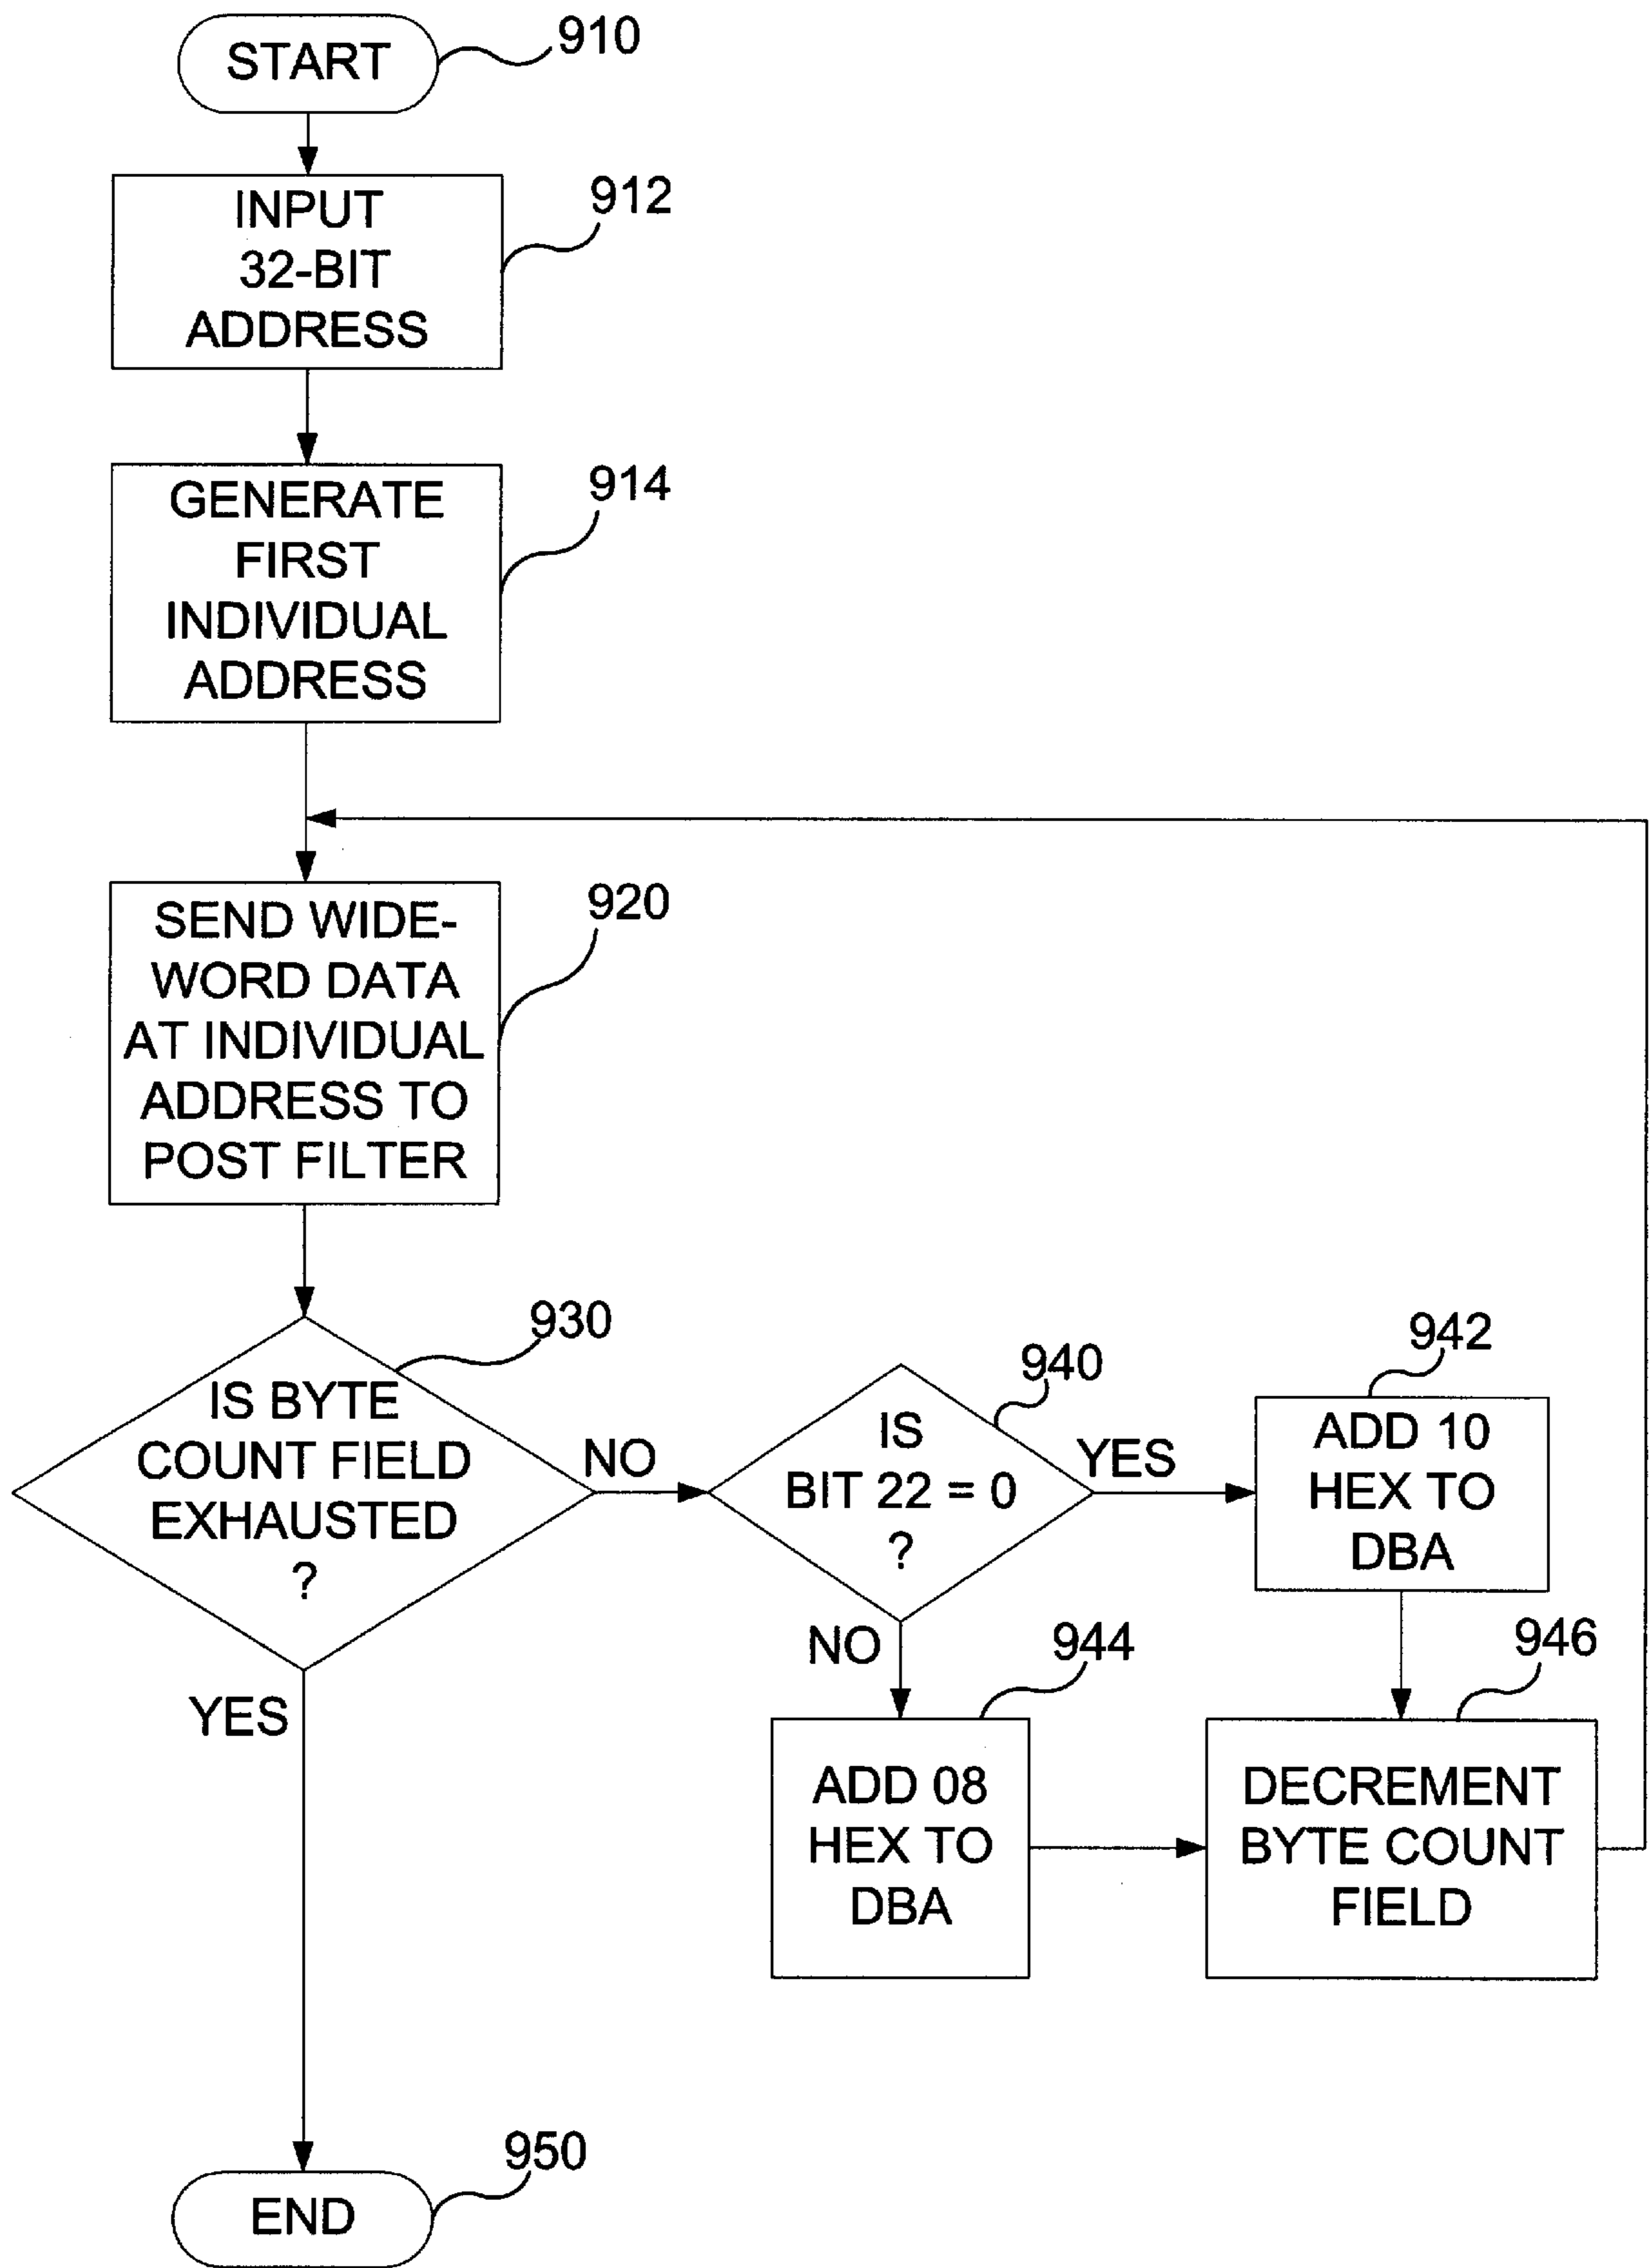 START
910
INPUT
32-BIT
ADDRESS
912
GENERATE
FIRST
INDIVIDUAL
ADDRESS
914
SEND WIDE-
WORD DATA
AT INDIVIDUAL
ADDRESS TO
POST FILTER
920
IS BYTE
COUNT FIELD
EXHAUSTED
?
930
NO
YES
IS
BIT 22 = 0
?
940
YES
NO
ADD 10
HEX TO
DBA
942
ADD 08
HEX TO
DBA
944
DECREMENT
BYTE COUNT
FIELD
946
END
950